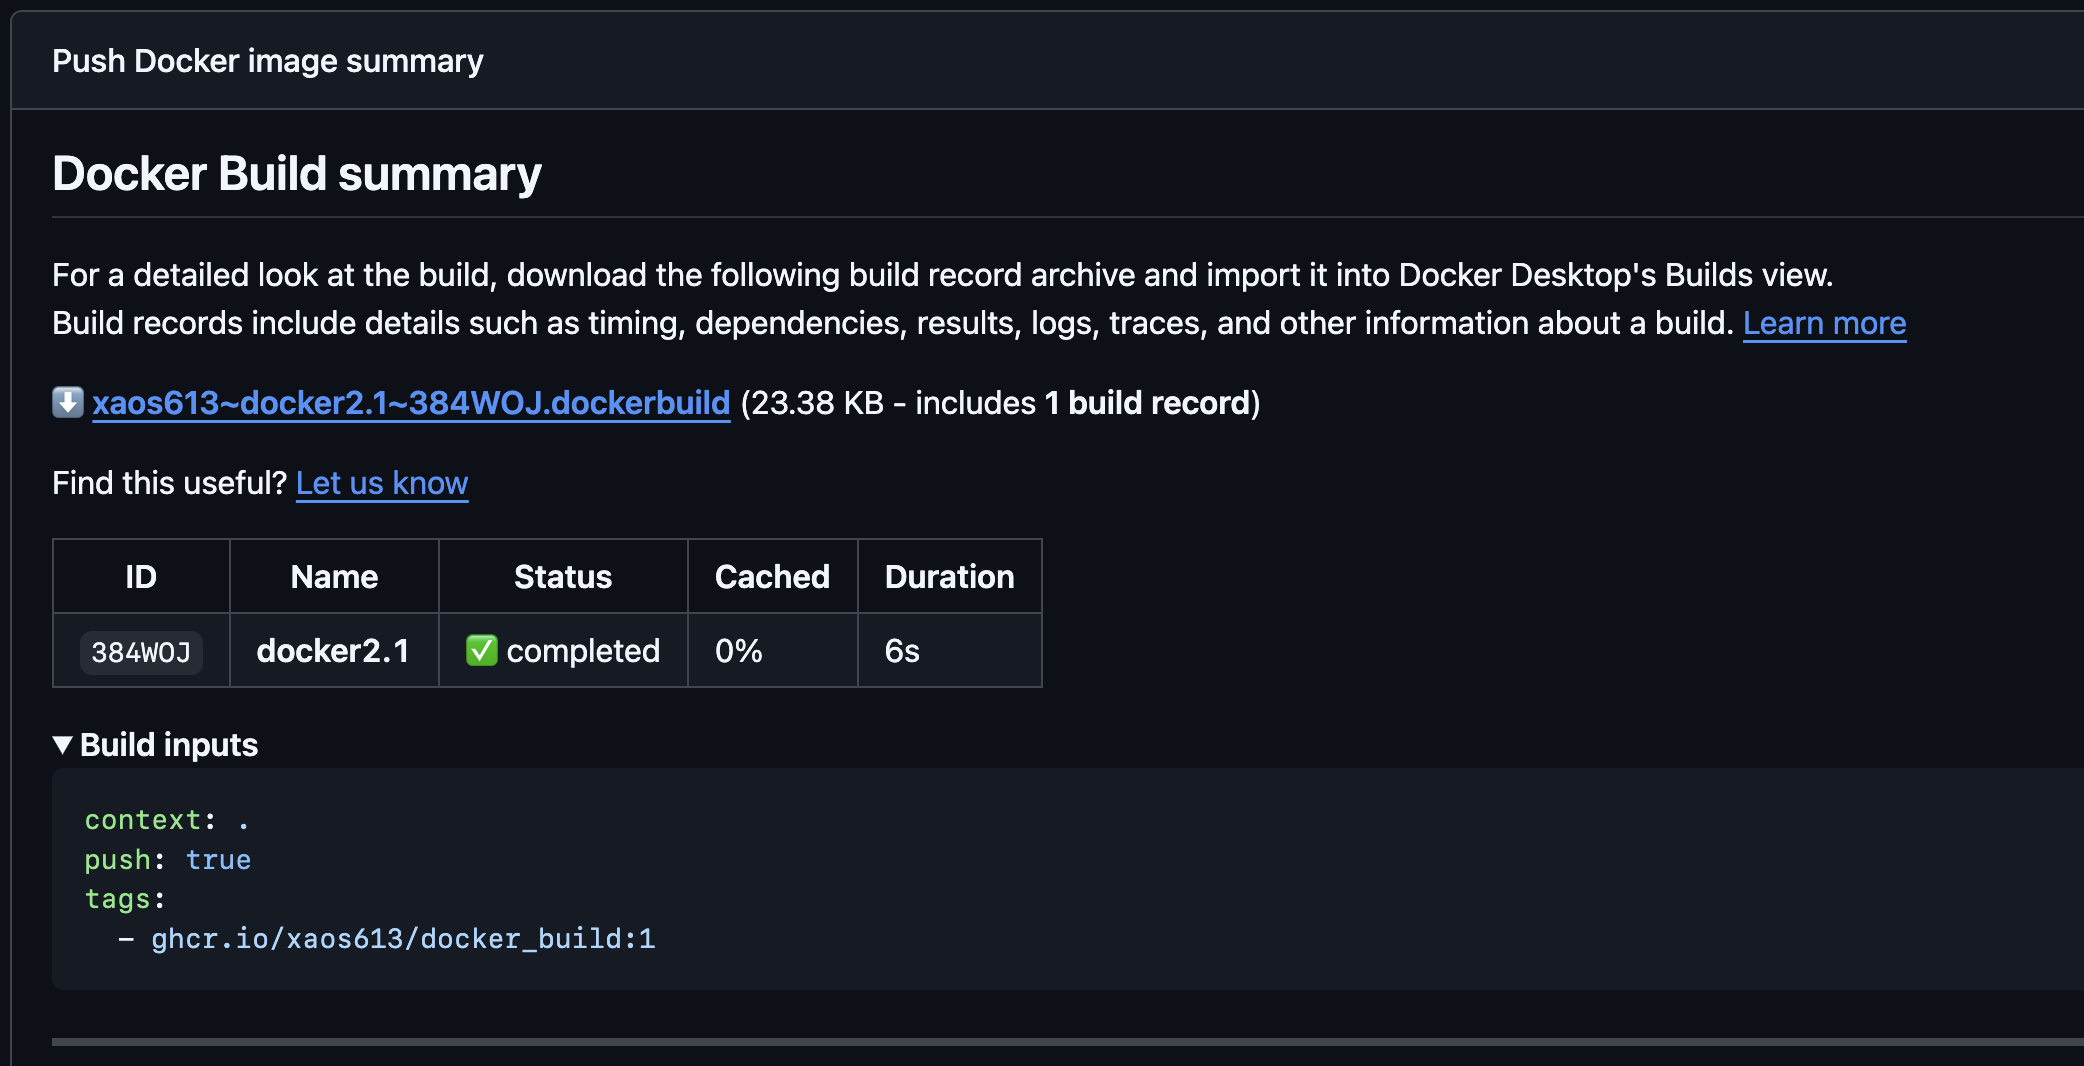 Push Docker image summary
Docker Build summary
For a detailed look at the build, download the following build record archive and import it into Docker Desktop's Builds view.
Build records include details such as timing, dependencies, results, logs, traces, and other information about a build. Learn more
⬇️ xaos613~docker2.1~384WOJ.dockerbuild (23.38 KB - includes 1 build record)
Find this useful? Let us know
ID Name Status Cached Duration
384WOJ docker2.1 ✅ completed 0% 6s
▼ Build inputs
context: .
push: true
tags:
  - ghcr.io/xaos613/docker_build:1